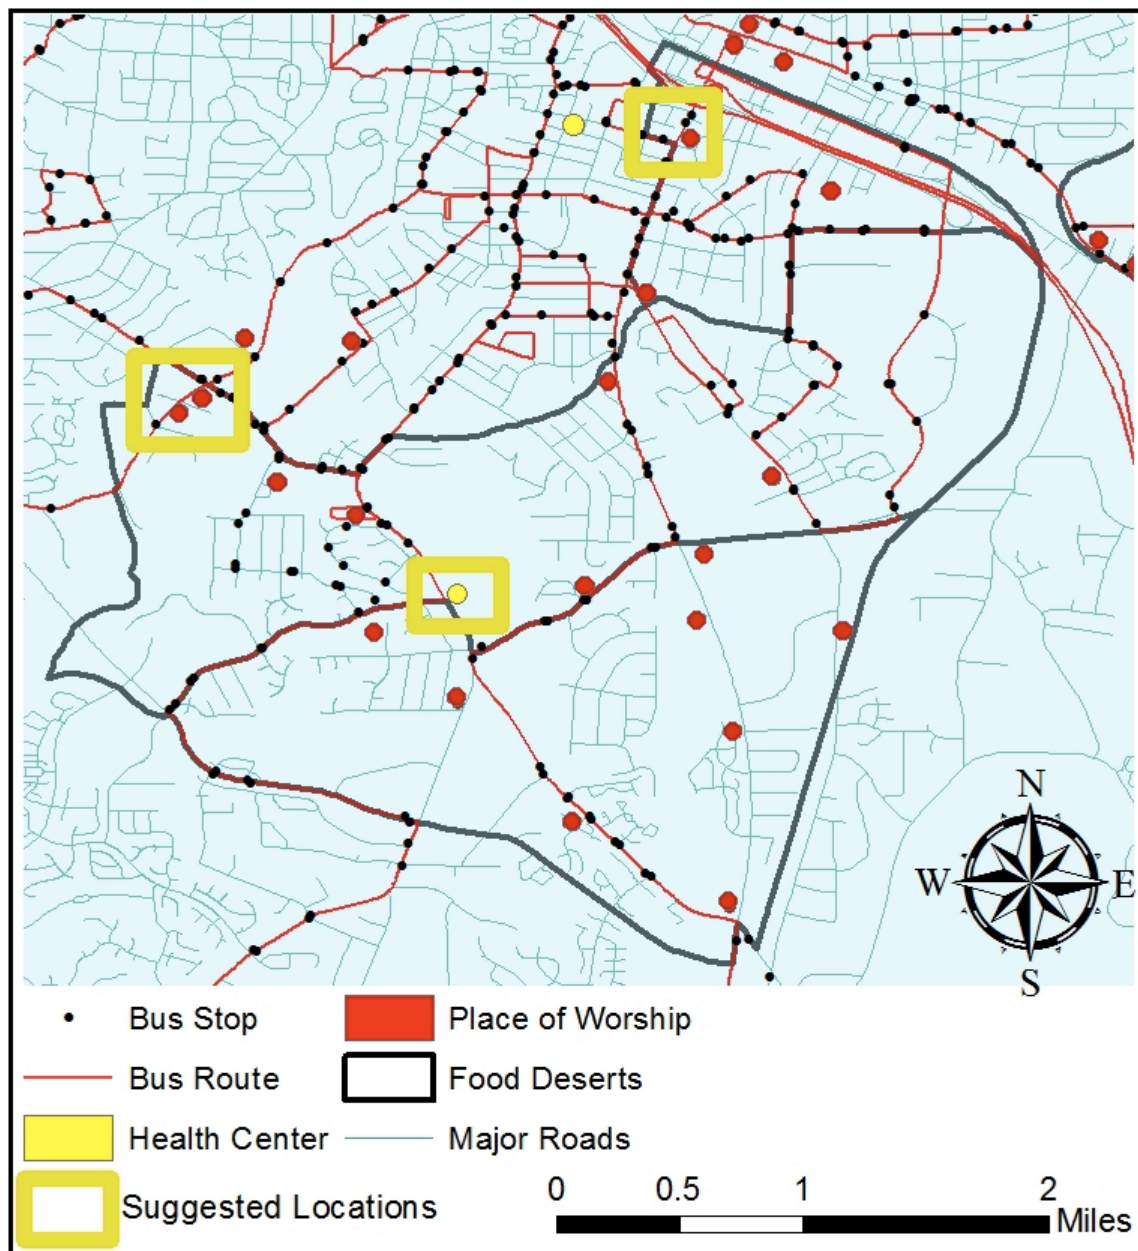 N
W E
S
Bus Stop Place of Worship
Bus Route Food Deserts
Health Center Major Roads
Suggested Locations
0 0.5 1 2
Miles